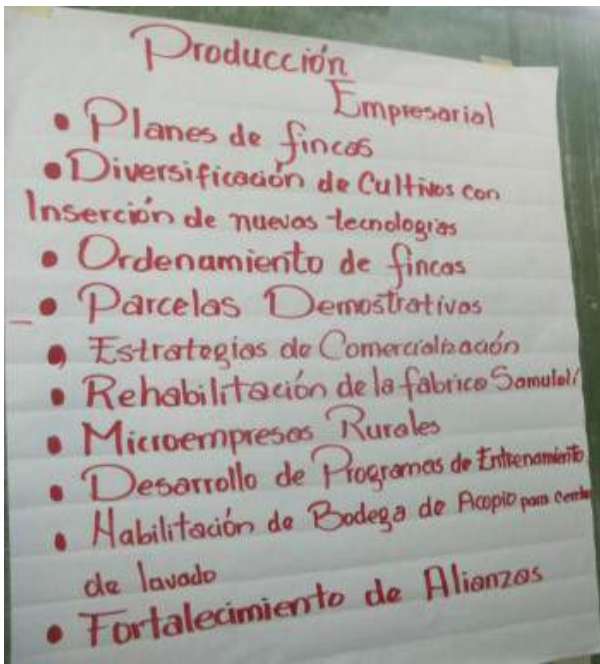 Producción
Empresarial
• Planes de fincas
• Diversificación de Cultivos con
Inserción de nuevas tecnologías
• Ordenamiento de fincas
• Parcelas Demostrativas
• Estrategias de Comercialización
• Rehabilitación de la fabrica Samulalí
• Microempresas Rurales
• Desarrollo de Programas de Entrenamiento
• Habilitación de Bodega de Acopio para
de lavado
• Fortalecimiento de Alianzas